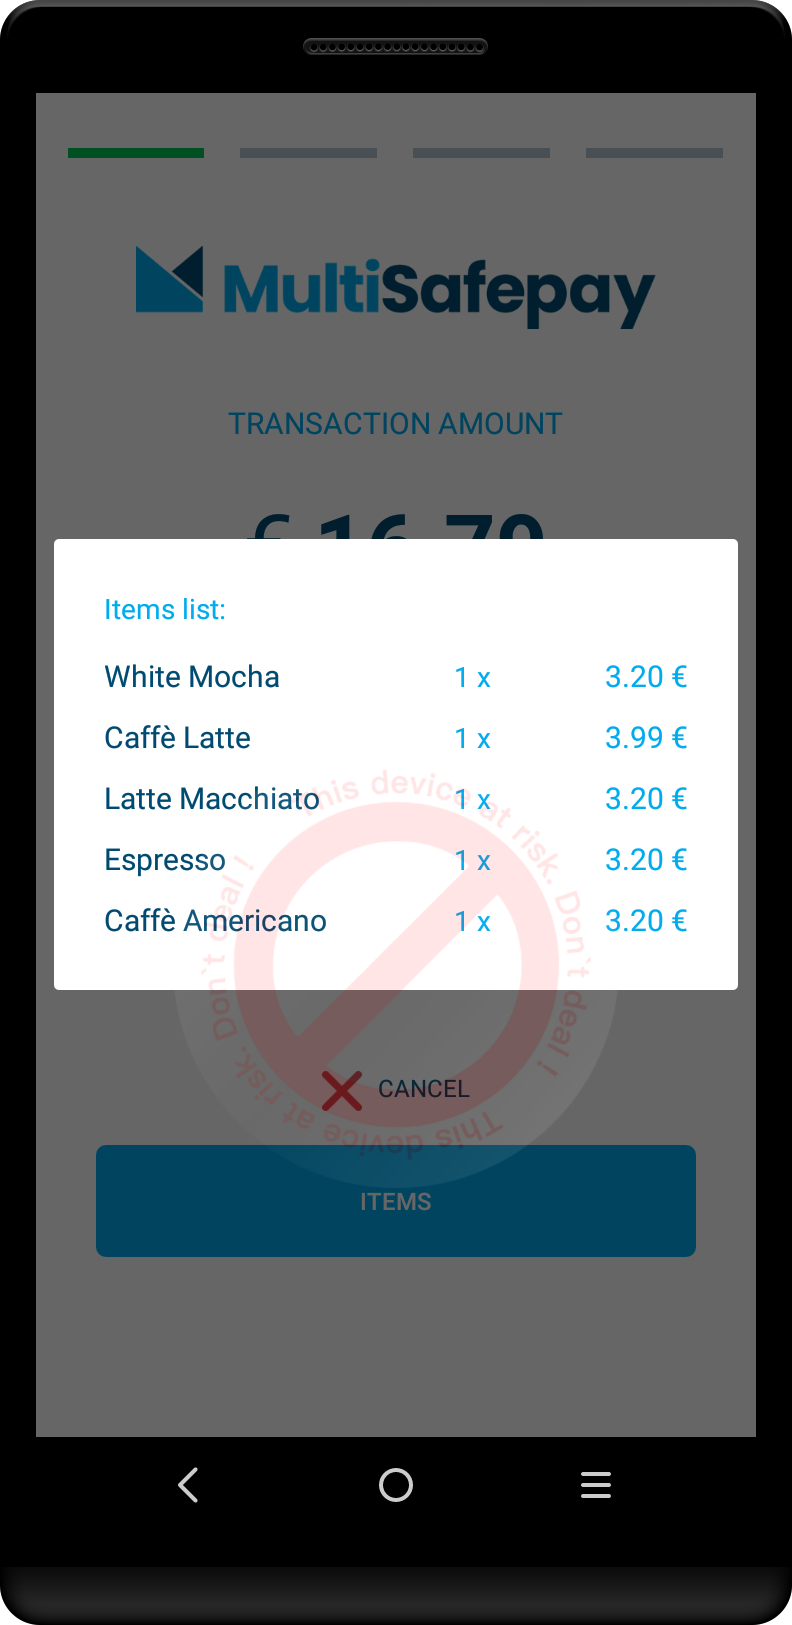 MultiSafepay
TRANSACTION AMOUNT
€ 16.79
Items list:
White Mocha 1 x 3.20 €
Caffè Latte 1 x 3.99 €
Latte Macchiato 1 x 3.20 €
Espresso 1 x 3.20 €
Caffè Americano 1 x 3.20 €
This device at risk. Don`t deal !
This device at risk. Don`t deal !
CANCEL
ITEMS